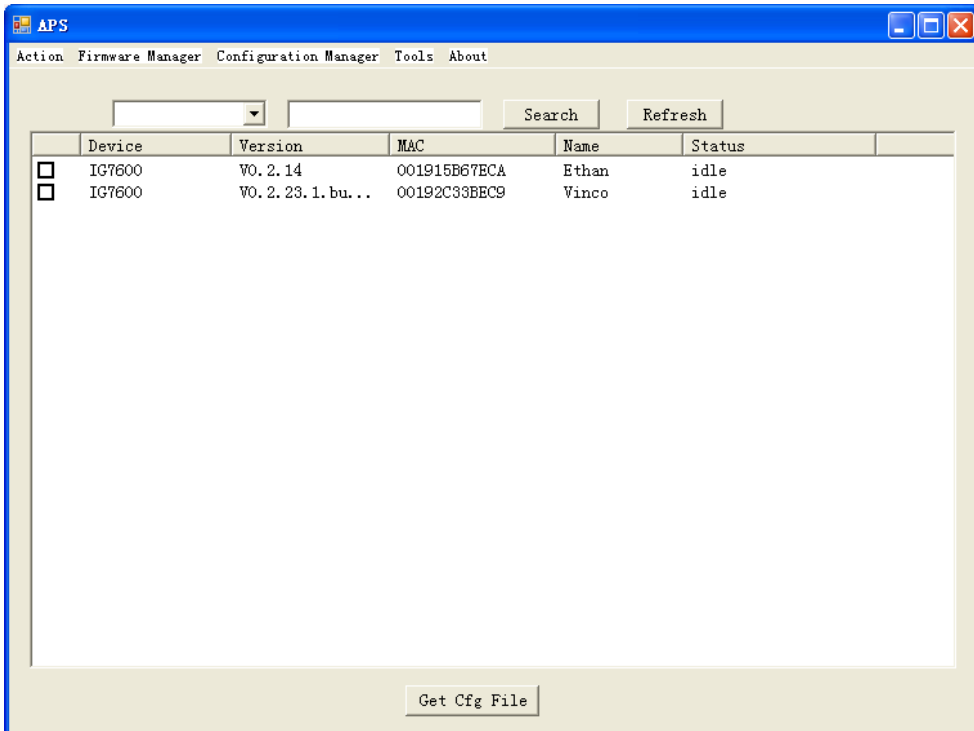 APS
Action Firmware Manager Configuration Manager Tools About
Search Refresh
Device Version MAC Name Status
IG7600 V0.2.14 001915B67ECA Ethan idle
IG7600 V0.2.23.1.bu... 00192C33BEC9 Vinco idle
Get Cfg File